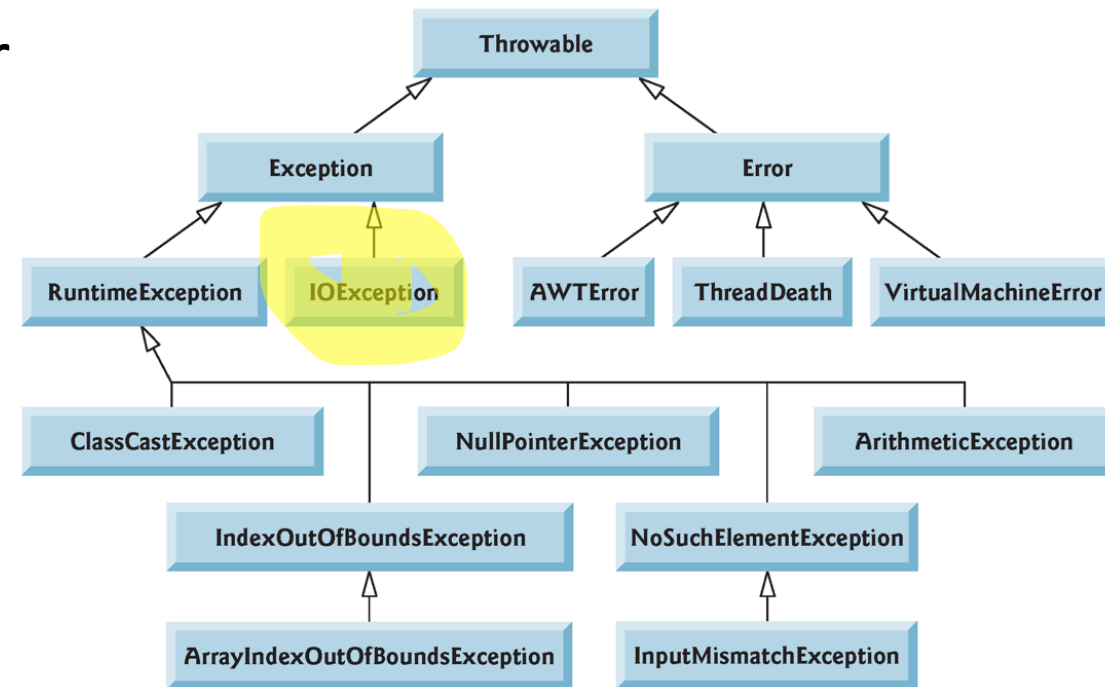 r
Throwable
Exception
Error
RuntimeException
IOException
AWTError
ThreadDeath
VirtualMachineError
ClassCastException
NullPointerException
ArithmeticException
IndexOutOfBoundsException
NoSuchElementException
ArrayIndexOutOfBoundsException
InputMismatchException